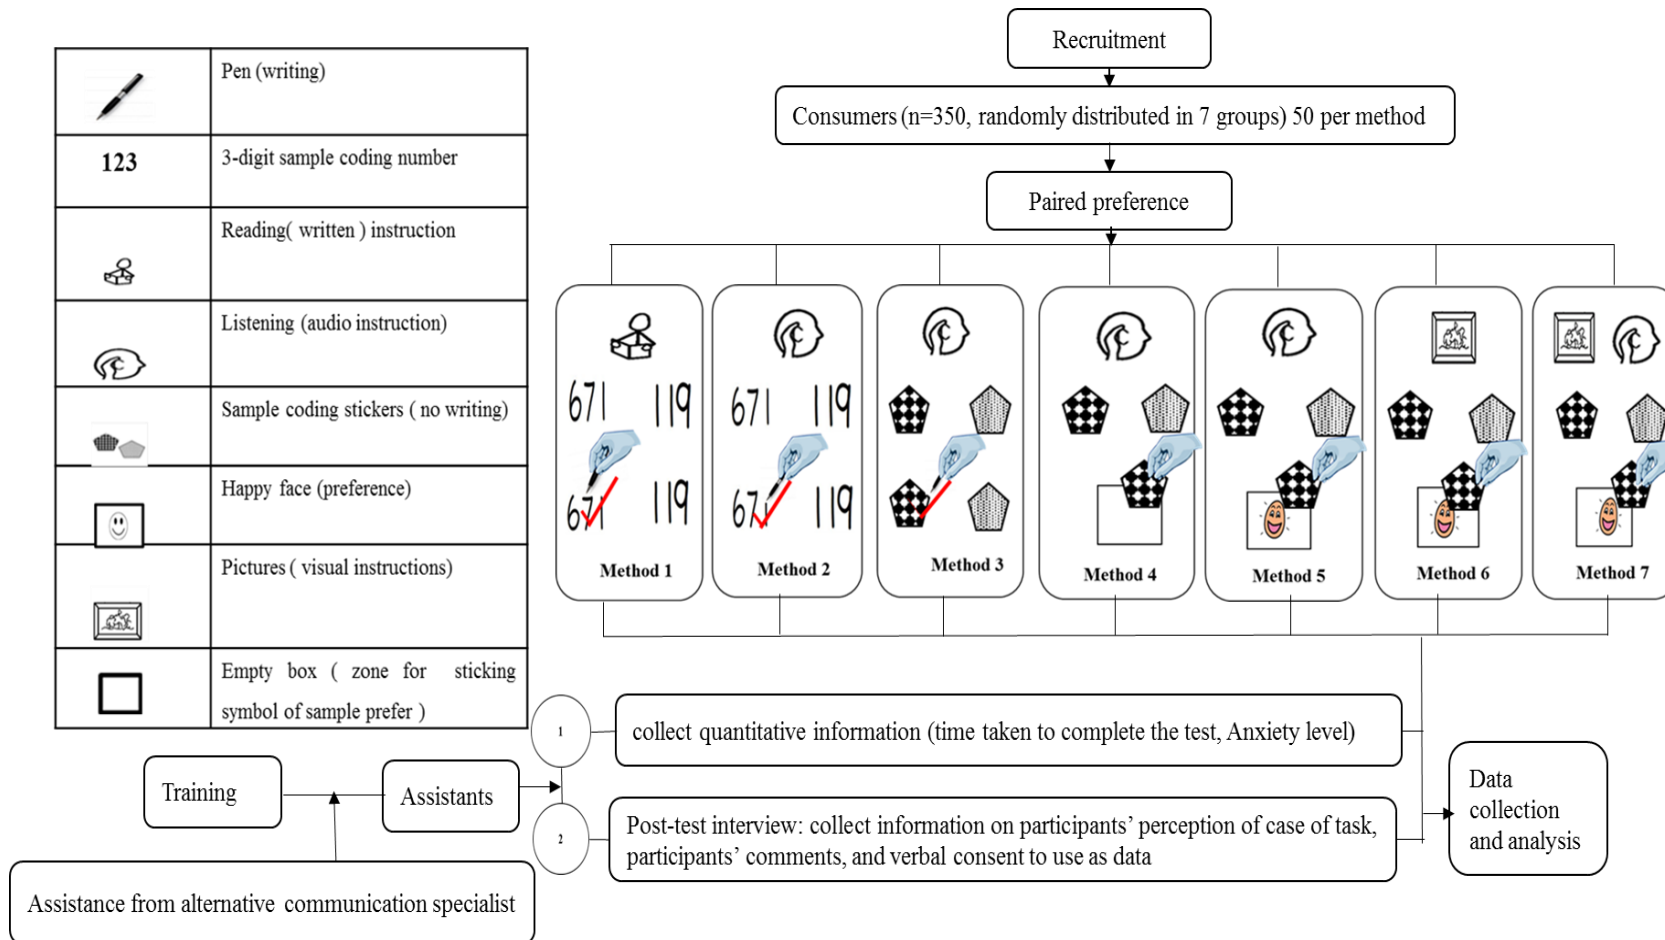 Pen (writing)
123
3-digit sample coding number
Reading( written ) instruction
Listening (audio instruction)
Sample coding stickers ( no writing)
Happy face (preference)
Pictures ( visual instructions)
Empty box ( zone for sticking
symbol of sample prefer )
Recruitment
Consumers (n=350, randomly distributed in 7 groups) 50 per method
Paired preference
671 119
671 119
Method 1
671 119
671 119
Method 2
Method 3
Method 4
Method 5
Method 6
Method 7
1
collect quantitative information (time taken to complete the test, Anxiety level)
2
Post-test interview: collect information on participants’ perception of case of task,
participants’ comments, and verbal consent to use as data
Training
Assistants
Assistance from alternative communication specialist
Data
collection
and analysis